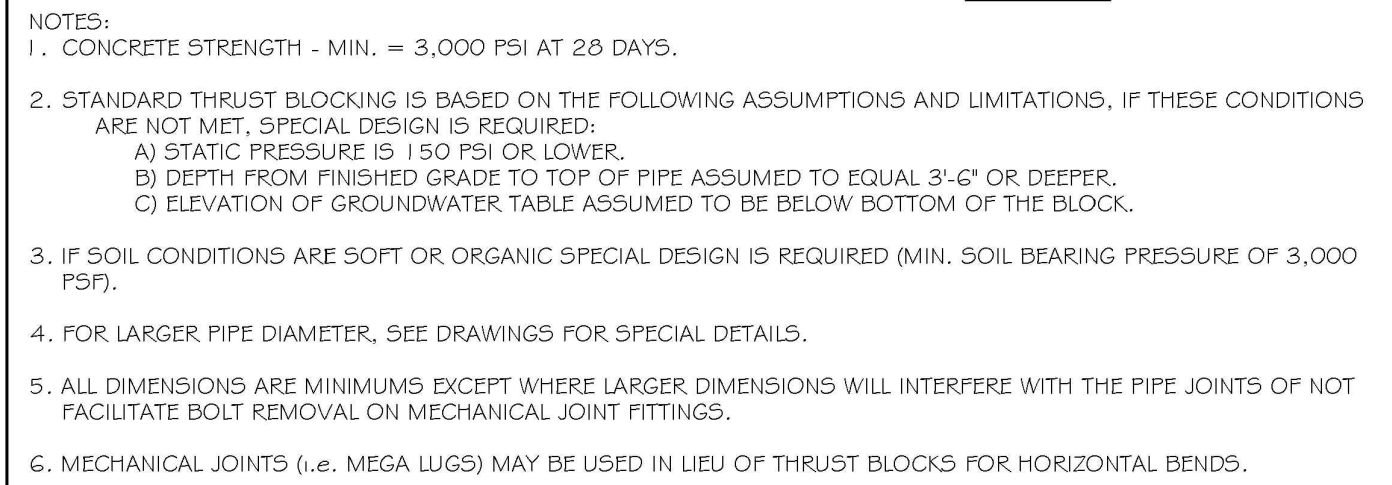 NOTES:
1. CONCRETE STRENGTH - MIN. = 3,000 PSI AT 28 DAYS.
2. STANDARD THRUST BLOCKING IS BASED ON THE FOLLOWING ASSUMPTIONS AND LIMITATIONS, IF THESE CONDITIONS
ARE NOT MET, SPECIAL DESIGN IS REQUIRED:
A) STATIC PRESSURE IS 150 PSI OR LOWER.
B) DEPTH FROM FINISHED GRADE TO TOP OF PIPE ASSUMED TO EQUAL 3'-6" OR DEEPER.
C) ELEVATION OF GROUNDWATER TABLE ASSUMED TO BE BELOW BOTTOM OF THE BLOCK.
3. IF SOIL CONDITIONS ARE SOFT OR ORGANIC SPECIAL DESIGN IS REQUIRED (MIN. SOIL BEARING PRESSURE OF 3,000
PSF).
4. FOR LARGER PIPE DIAMETER, SEE DRAWINGS FOR SPECIAL DETAILS.
5. ALL DIMENSIONS ARE MINIMUMS EXCEPT WHERE LARGER DIMENSIONS WILL INTERFERE WITH THE PIPE JOINTS OF NOT
FACILITATE BOLT REMOVAL ON MECHANICAL JOINT FITTINGS.
6. MECHANICAL JOINTS (i.e. MEGA LUGS) MAY BE USED IN LIEU OF THRUST BLOCKS FOR HORIZONTAL BENDS.